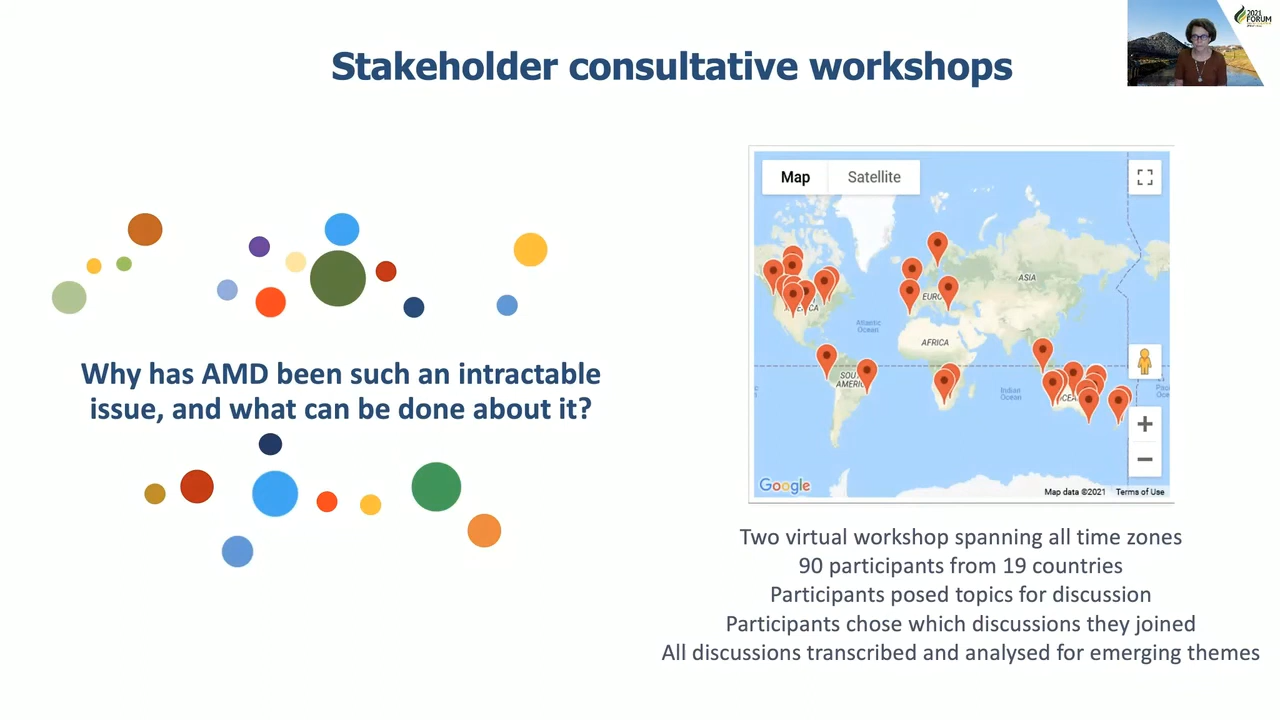 2021
FORUM
Stakeholder consultative workshops
Why has AMD been such an intractable
issue, and what can be done about it?
Map Satellite
ASIA
Atlantic
Ocean
AFRICA
Indian
Ocean
Google
Map data ©2021 Terms of Use
Two virtual workshop spanning all time zones
90 participants from 19 countries
Participants posed topics for discussion
Participants chose which discussions they joined
All discussions transcribed and analysed for emerging themes